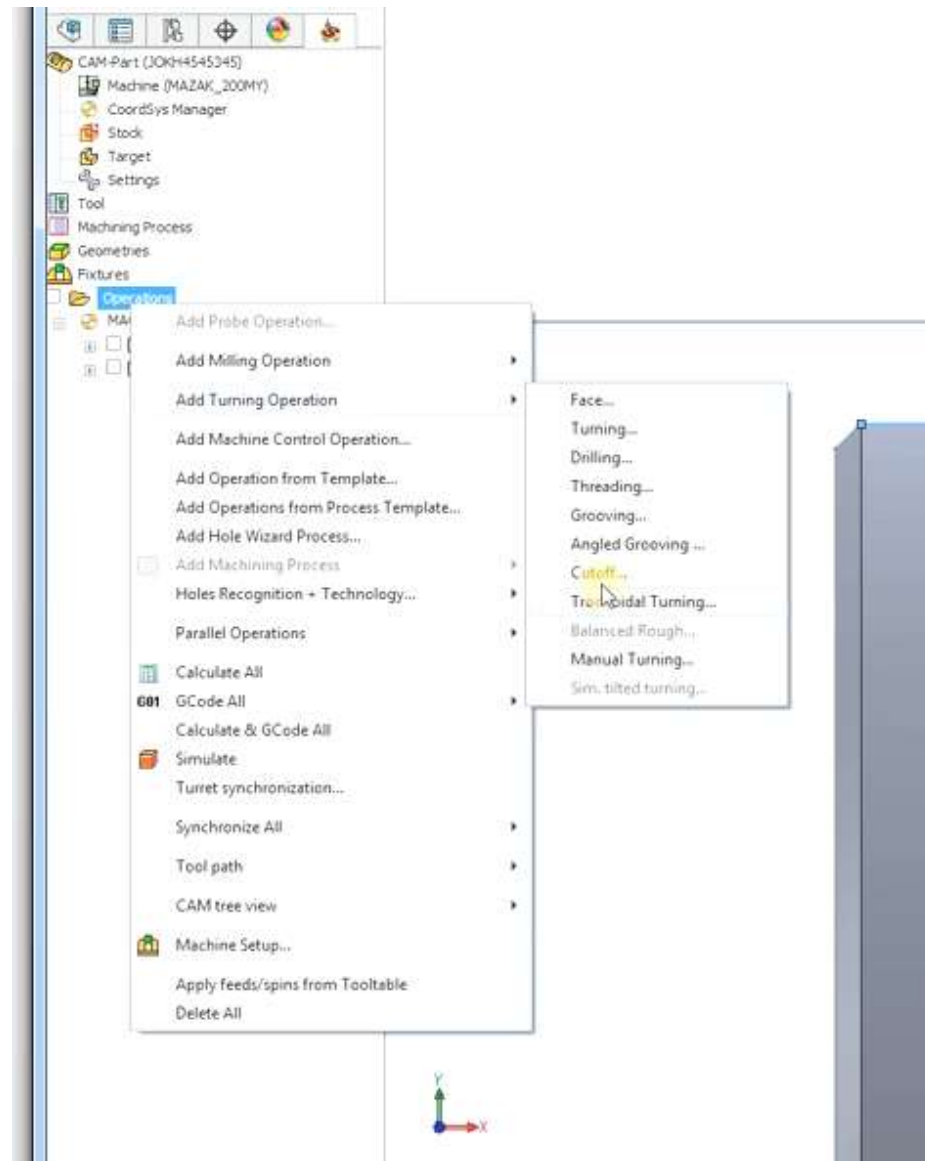 CAM-Part (JOKH4545345)
Machine (MAZAK_200MY)
CoordSys Manager
Stock
Target
Settings
Tool
Machining Process
Geometries
Fixtures
Operations
Add Probe Operation...
Add Milling Operation
Add Turning Operation
Add Machine Control Operation...
Add Operation from Template...
Add Operations from Process Template...
Add Hole Wizard Process...
Add Machining Process
Holes Recognition + Technology...
Parallel Operations
Calculate All
G01 GCode All
Calculate & GCode All
Simulate
Turret synchronization...
Synchronize All
Tool path
CAM tree view
Machine Setup...
Apply feeds/spins from Tooltable
Delete All
Face...
Turning...
Drilling...
Threading...
Grooving...
Angled Grooving ...
Cutoff...
Turning...
Balanced Rough...
Manual Turning...
Sim. tilted turning...
Y
X